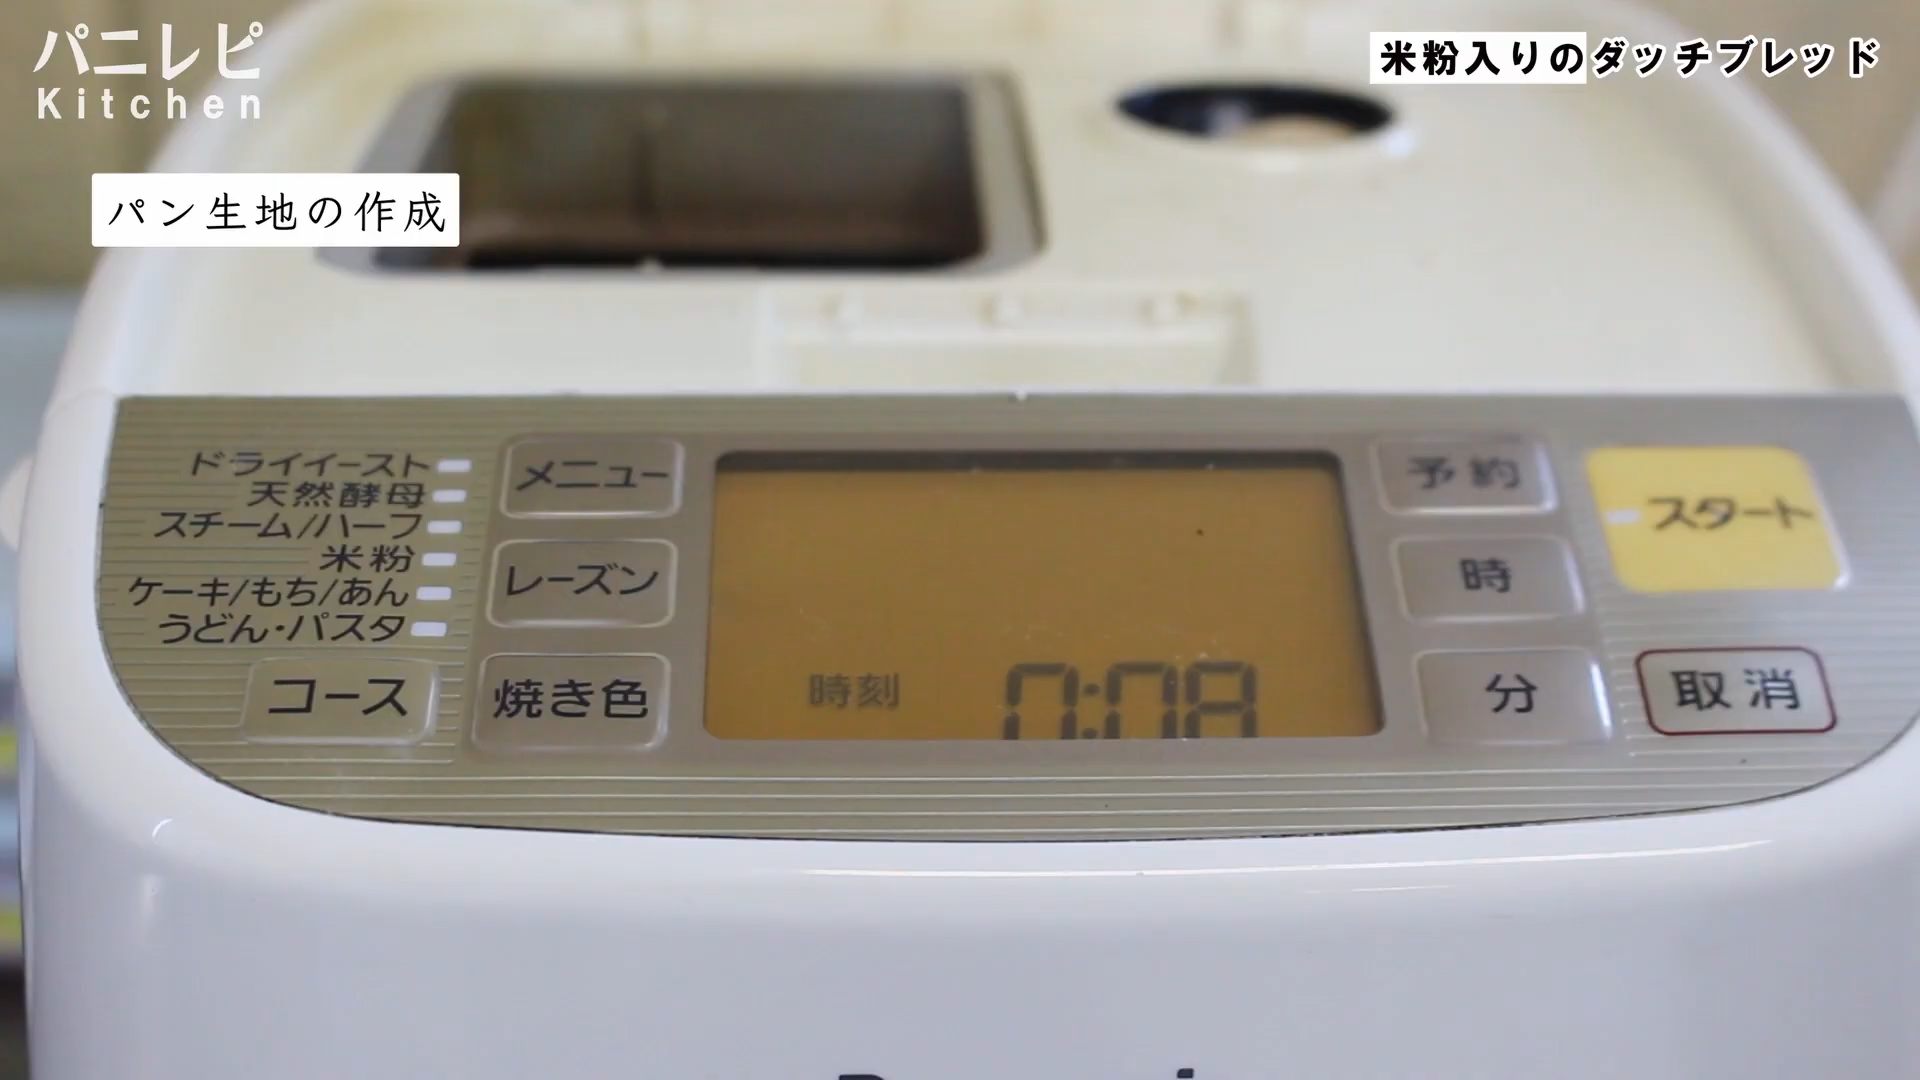 パニレピ
Kitchen
米粉入りのダッチブレッド
パン生地の作成
ドライイースト
天然酵母
スチーム/ハーフ
米粉
ケーキ/もち/あん
うどん・パスタ
コース
メニュー
レーズン
焼き色
時刻 0:08
予約
時
分
スタート
取消